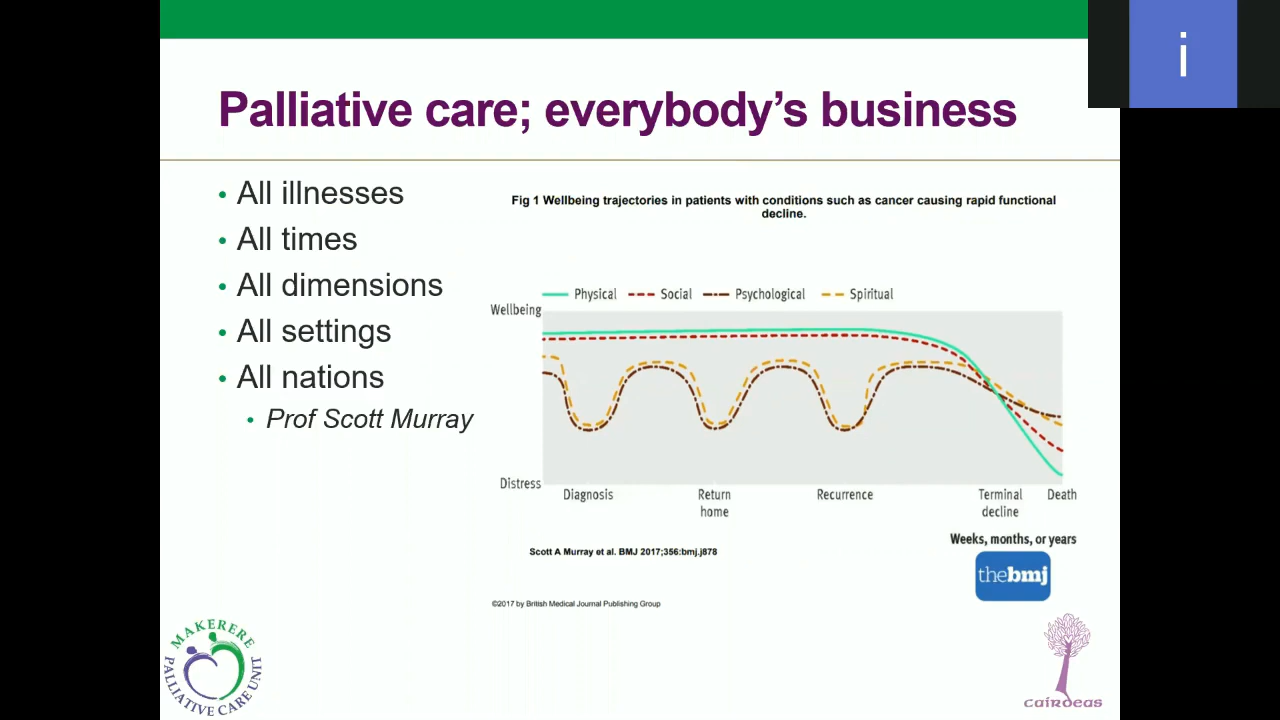 i
Palliative care; everybody’s business
• All illnesses
• All times
• All dimensions
• All settings
• All nations
• Prof Scott Murray
Fig 1 Wellbeing trajectories in patients with conditions such as cancer causing rapid functional
decline.
Physical Social Psychological Spiritual
Wellbeing
Distress
Diagnosis Return Recurrence Terminal Death
home decline
Weeks, months, or years
Scott A Murray et al. BMJ 2017;356:bmj.j878
thebmj
©2017 by British Medical Journal Publishing Group
MAKERERE
PALLIATIVE CARE UNIT
cairdeas